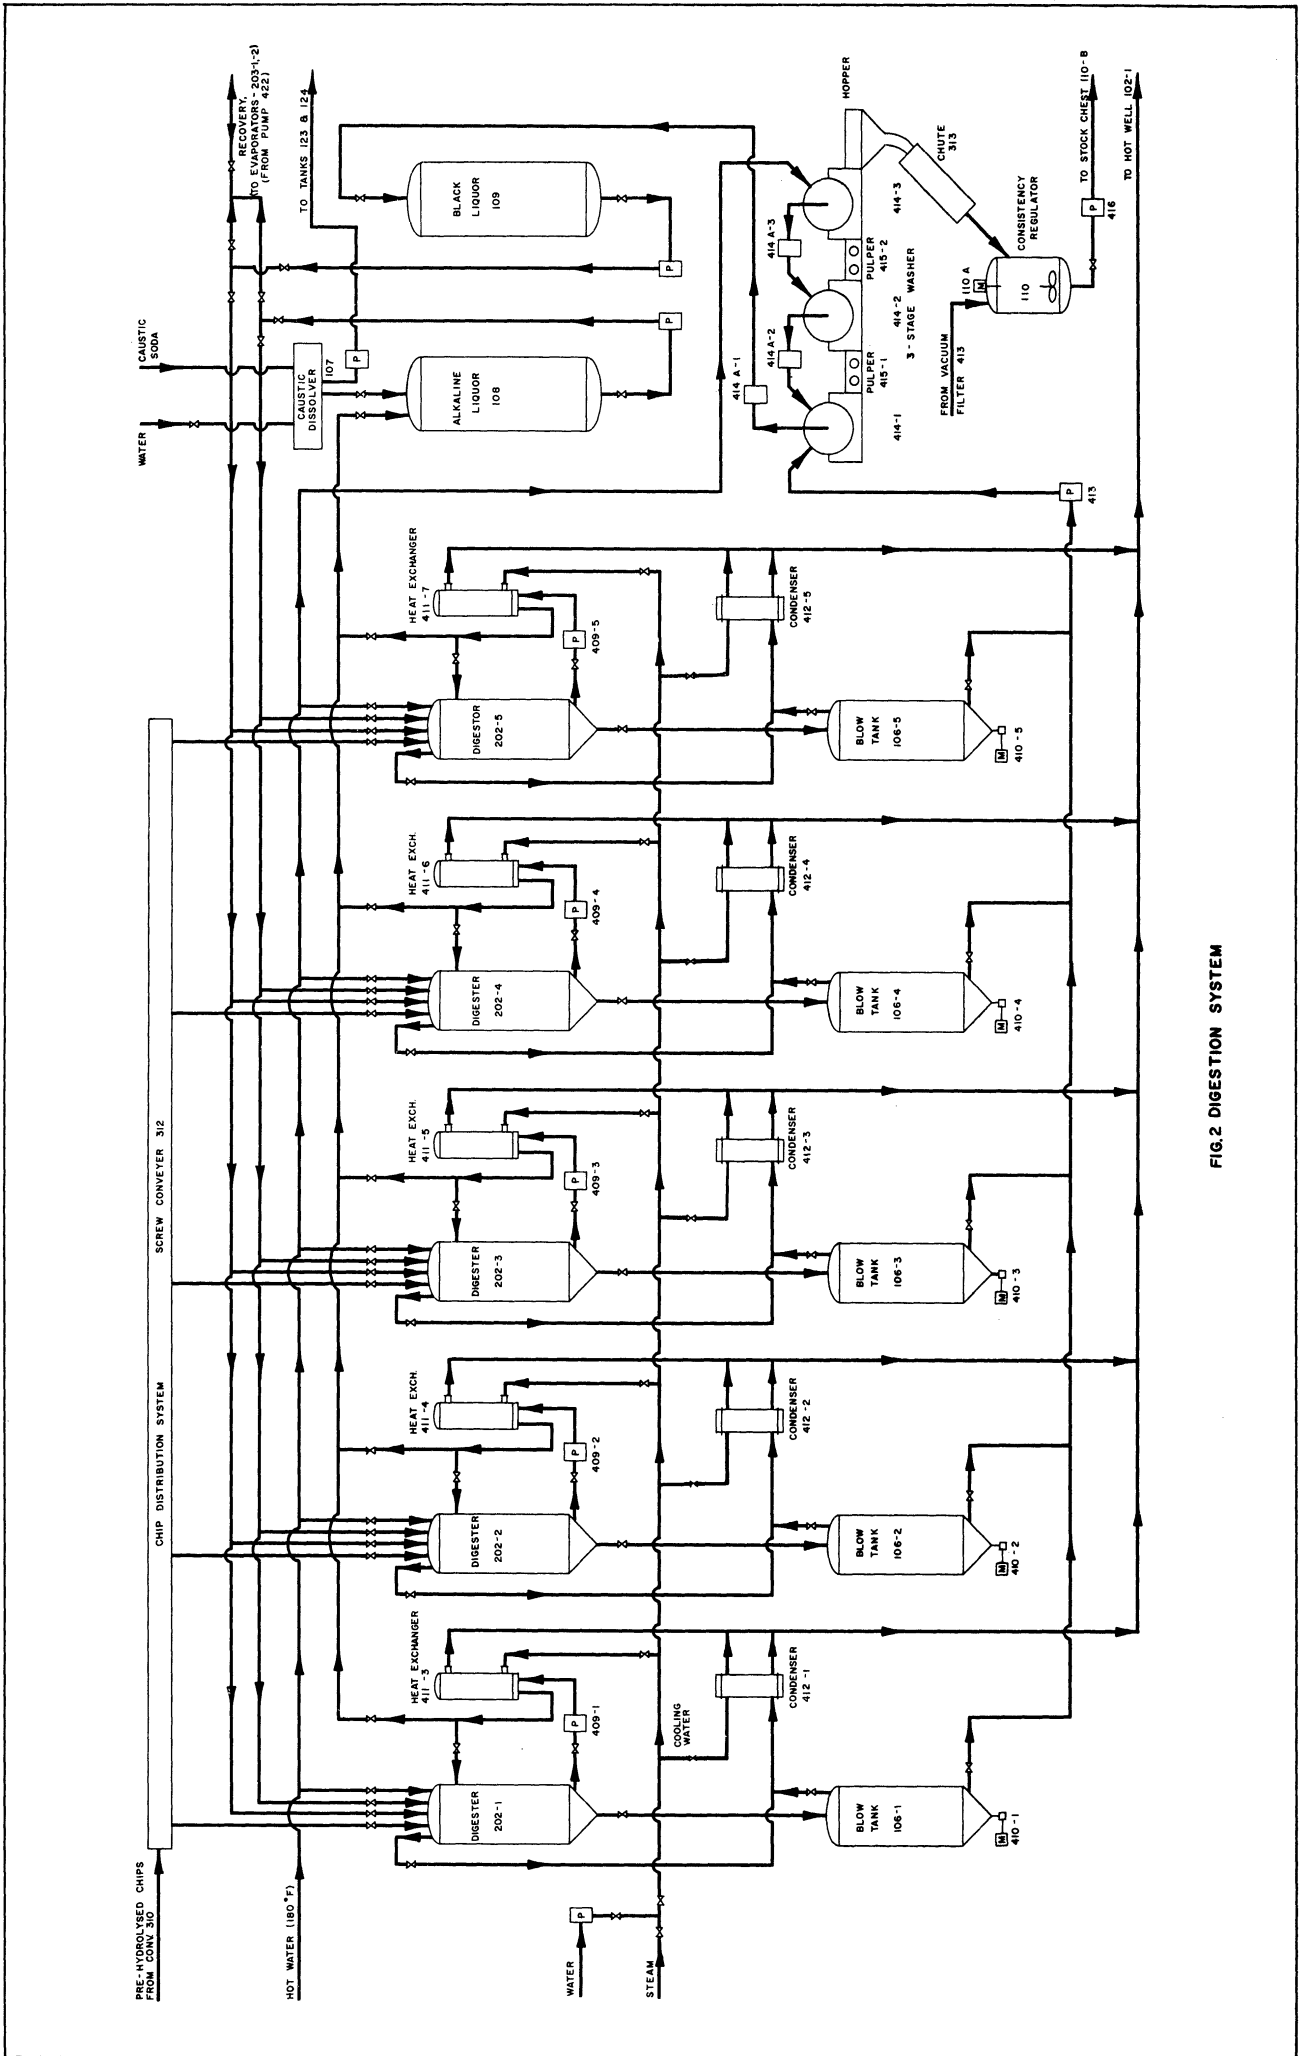 PRE-HYDROLYSED CHIPS
FROM CONV. 310
CHIP DISTRIBUTION SYSTEM
SCREW CONVEYER 312
HOT WATER (180°F)
WATER
P
STEAM
WATER
CAUSTIC
SODA
CAUSTIC
DISSOLVER
107
P
RECOVERY,
TO EVAPORATORS - 203-1,-2)
(FROM PUMP 422)
TO TANKS 123 & 124
ALKALINE
LIQUOR
108
P
BLACK
LIQUOR
109
P
HEAT EXCHANGER
411-3
DIGESTER
202-1
P
409-1
COOLING
WATER
CONDENSER
412-1
BLOW
TANK
106-1
M
410-1
HEAT EXCH.
411-4
DIGESTER
202-2
P
409-2
CONDENSER
412-2
BLOW
TANK
106-2
M
410-2
HEAT EXCH.
411-5
DIGESTER
202-3
P
409-3
CONDENSER
412-3
BLOW
TANK
106-3
M
410-3
HEAT EXCH.
411-6
DIGESTER
202-4
P
409-4
CONDENSER
412-4
BLOW
TANK
106-4
M
410-4
HEAT EXCHANGER
411-7
DIGESTOR
202-5
P
409-5
CONDENSER
412-5
BLOW
TANK
106-5
M
410-5
P
413
414 A-1
414 A-2
414 A-3
414-1
PULPER
415-1
414-2
PULPER
415-2
414-3
3-STAGE WASHER
HOPPER
CHUTE
313
FROM VACUUM
FILTER 413
110 A
M
110
CONSISTENCY
REGULATOR
P
416
TO STOCK CHEST 110-B
TO HOT WELL 102-1
FIG.2 DIGESTION SYSTEM